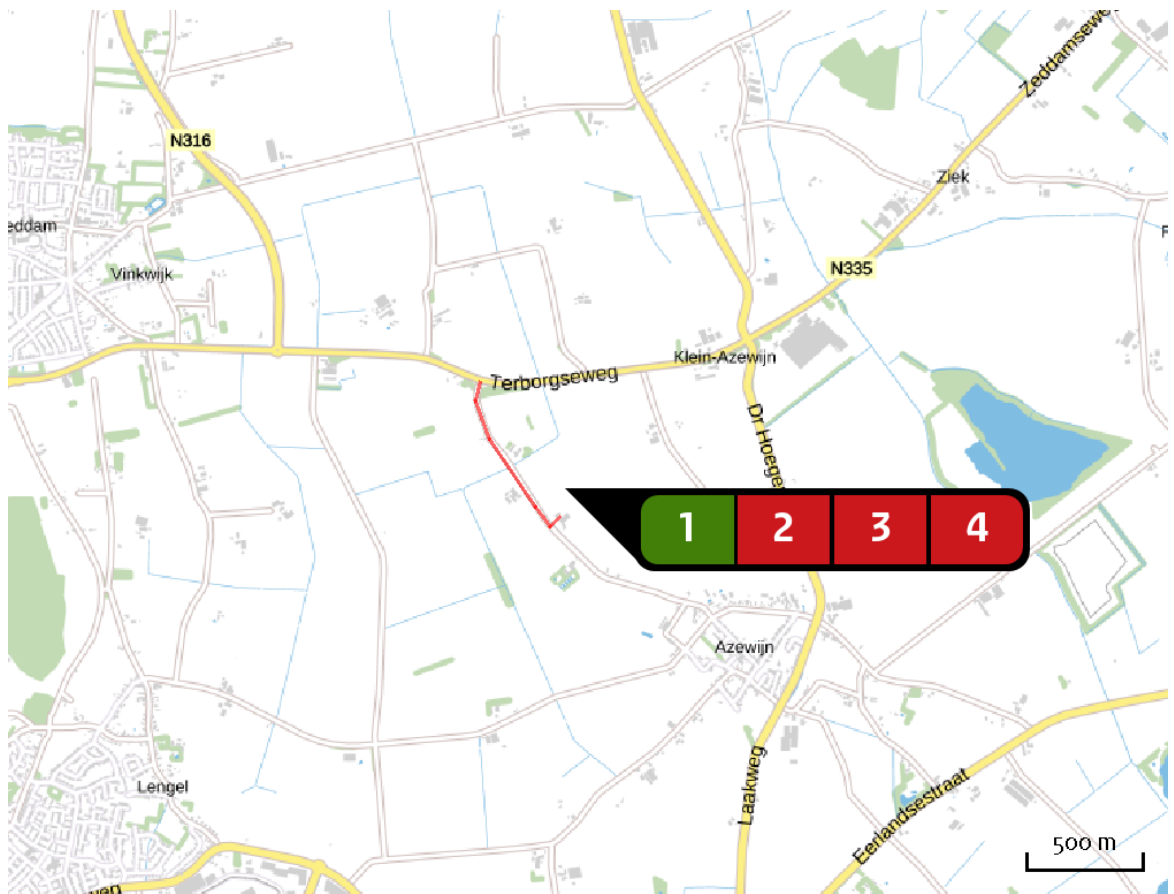 Zeddamseweg
N316
Ziek
eddam
Vinkwijk
N335
Klein-Azewijn
Terborgseweg
Dr Hoege
1 2 3 4
Azewijn
Laakweg
Lengel
Eerlandsestraat
500 m
weg